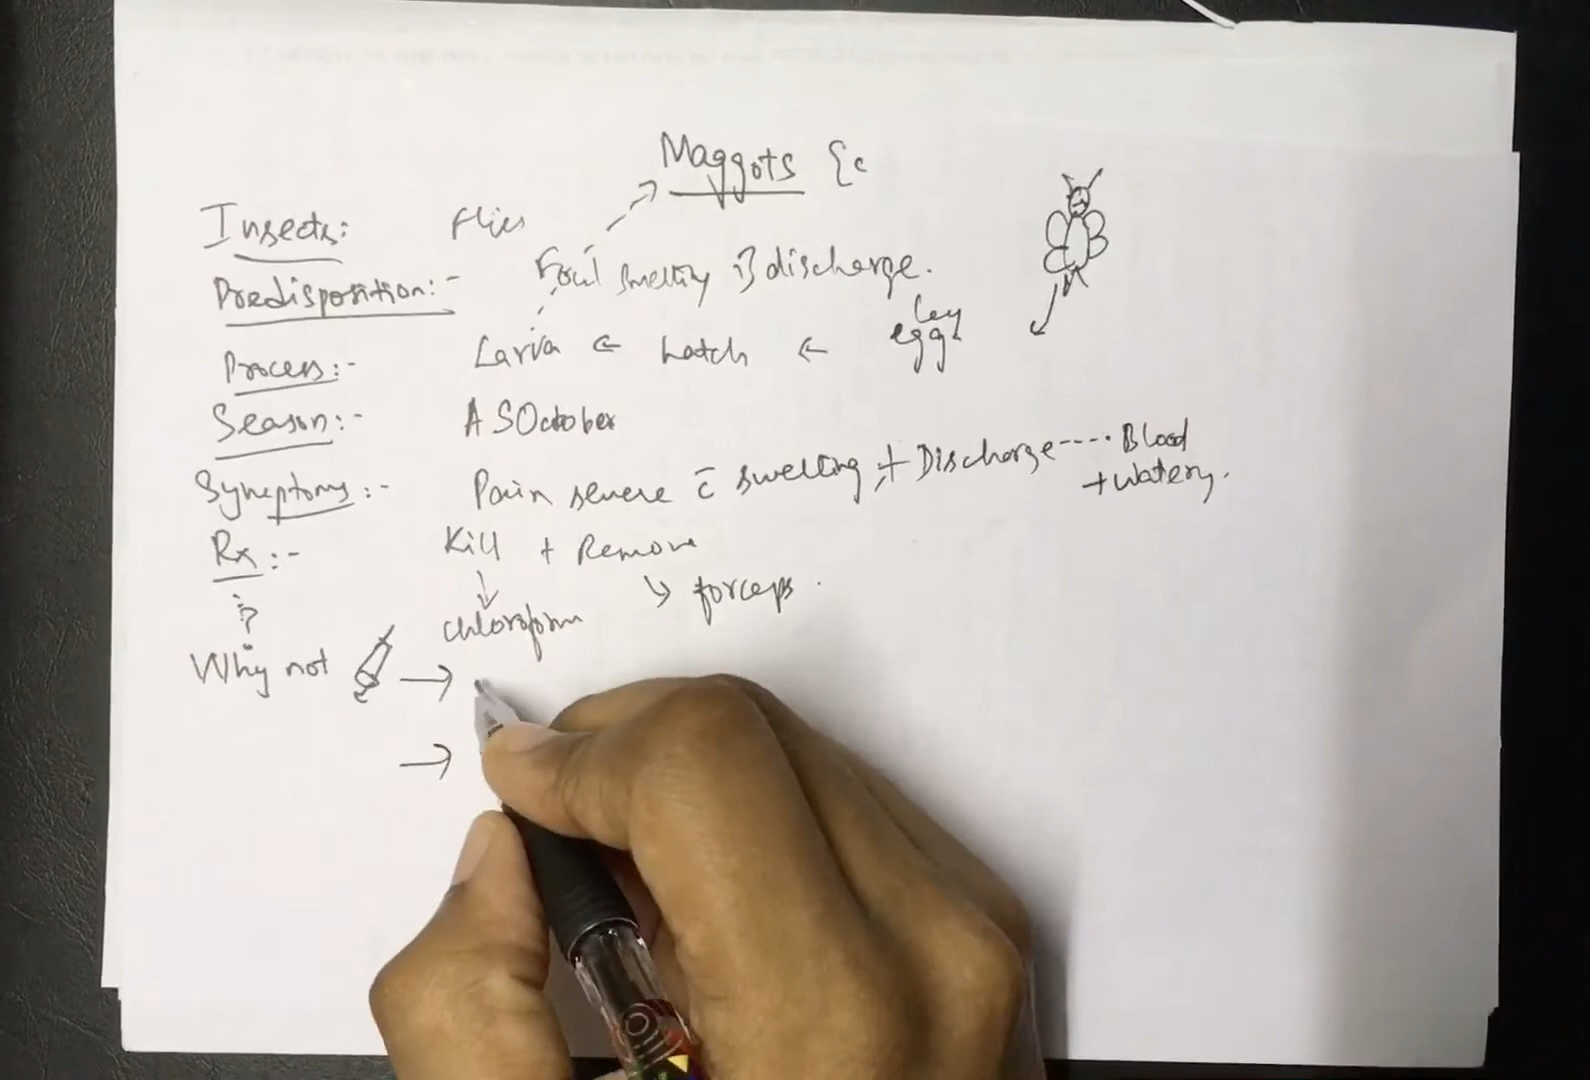 Maggots {c
Insects: Flies
Predisposition:- Foul smelling discharge.
Process:- Larva ← hatch ← lay eggs
Season:- A S October
Symptoms:- Pain severe c̄ swelling + Discharge ---- Blood
+ watery.
Rx:- Kill + Remove
↓ chloroform ↘ forceps.
?
Why not →
→